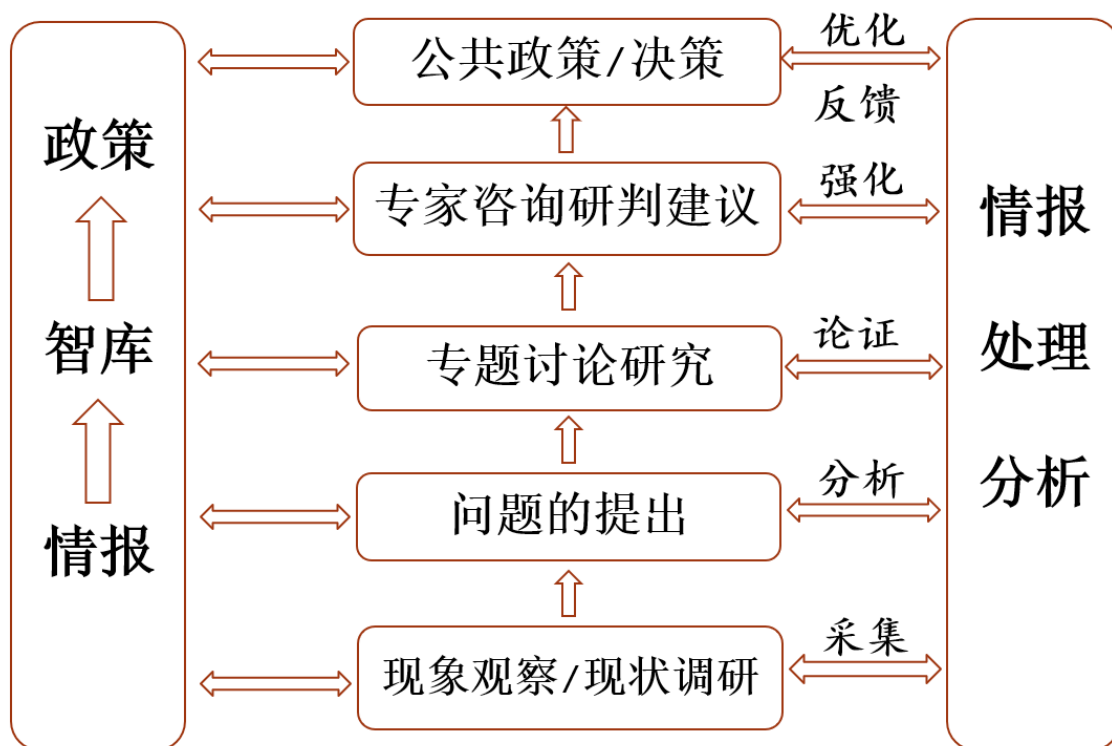 政策
智库
情报
公共政策/决策
专家咨询研判建议
专题讨论研究
问题的提出
现象观察/现状调研
优化
反馈
强化
论证
分析
采集
情报
处理
分析